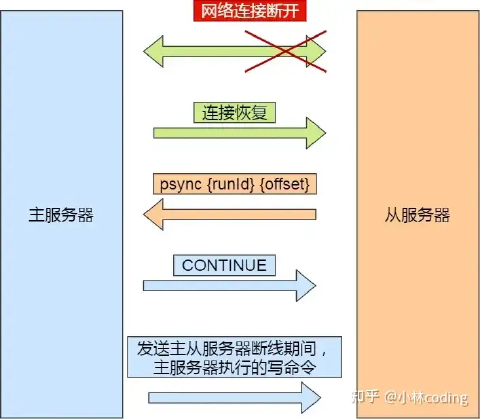 网络连接断开
连接恢复
psync {runId} {offset}
主服务器
从服务器
CONTINUE
发送主从服务器断线期间，
主服务器执行的写命令
知乎 @小林coding